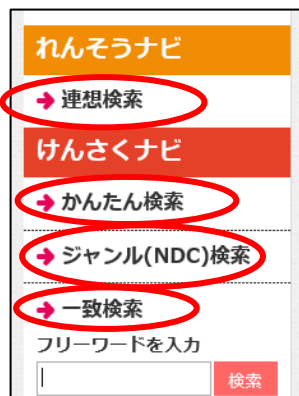 れんそうナビ
連想検索
けんさくナビ
かんたん検索
ジャンル(NDC)検索
一致検索
フリーワードを入力
検索